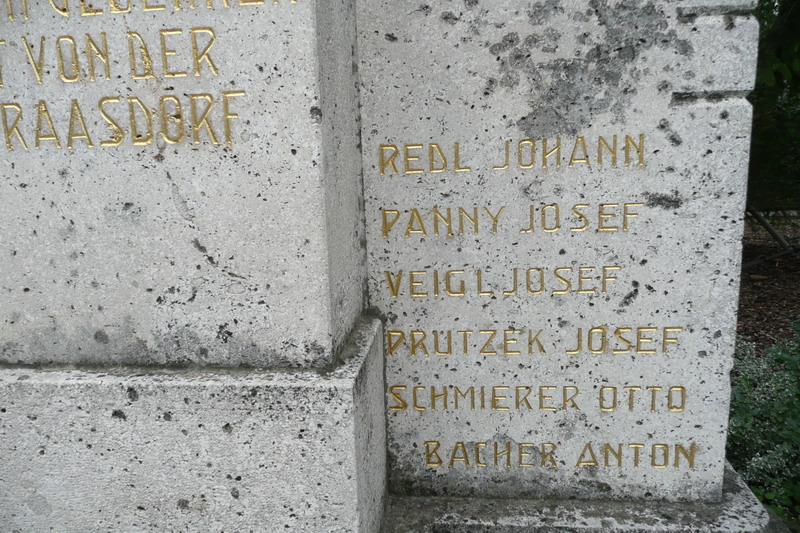 VON DER
RAASDORF
REDL JOHANN
PANNY JOSEF
VEIGL JOSEF
PRUTZEK JOSEF
SCHMIERER OTTO
BACHER ANTON